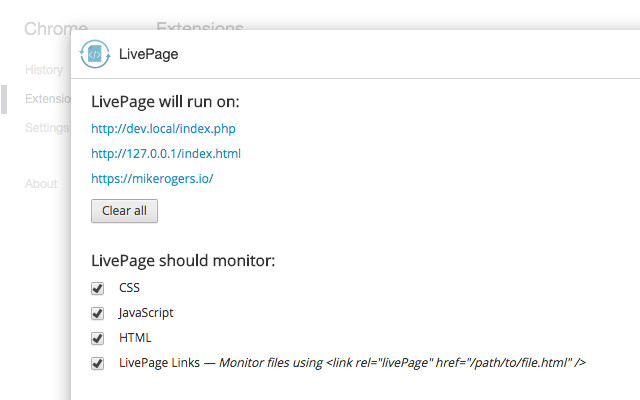 Chrome
Extensions
History
Extensio
Settings
About
LivePage
LivePage will run on:
http://dev.local/index.php
http://127.0.0.1/index.html
https://mikerogers.io/
Clear all
LivePage should monitor:
CSS
JavaScript
HTML
LivePage Links — Monitor files using <link rel="livePage" href="/path/to/file.html" />